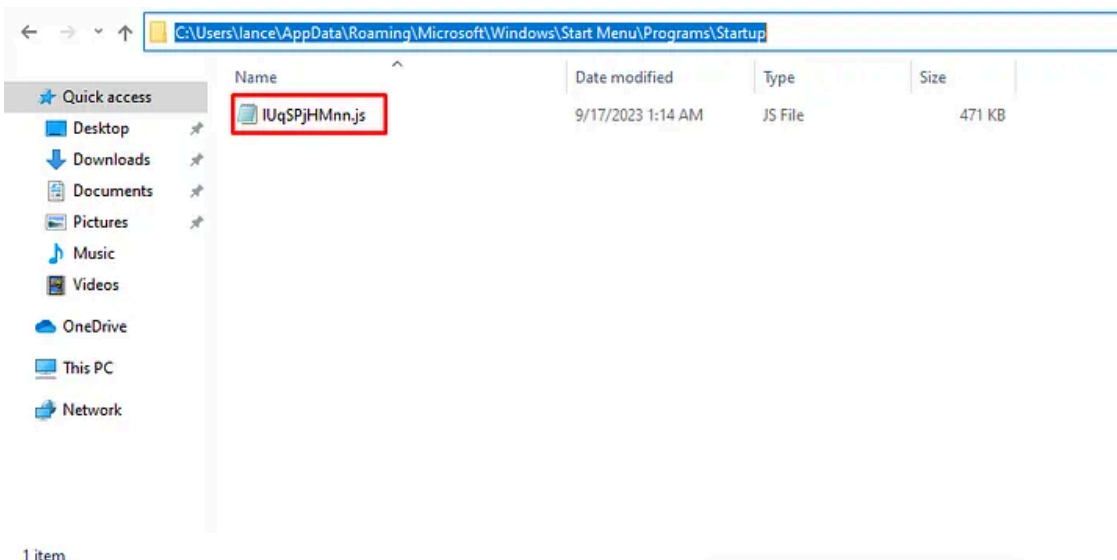 C:\Users\lance\AppData\Roaming\Microsoft\Windows\Start Menu\Programs\Startup
Name Date modified Type Size
Quick access
IUqSPjHMnn.js 9/17/2023 1:14 AM JS File 471 KB
Desktop
Downloads
Documents
Pictures
Music
Videos
OneDrive
This PC
Network
1 item